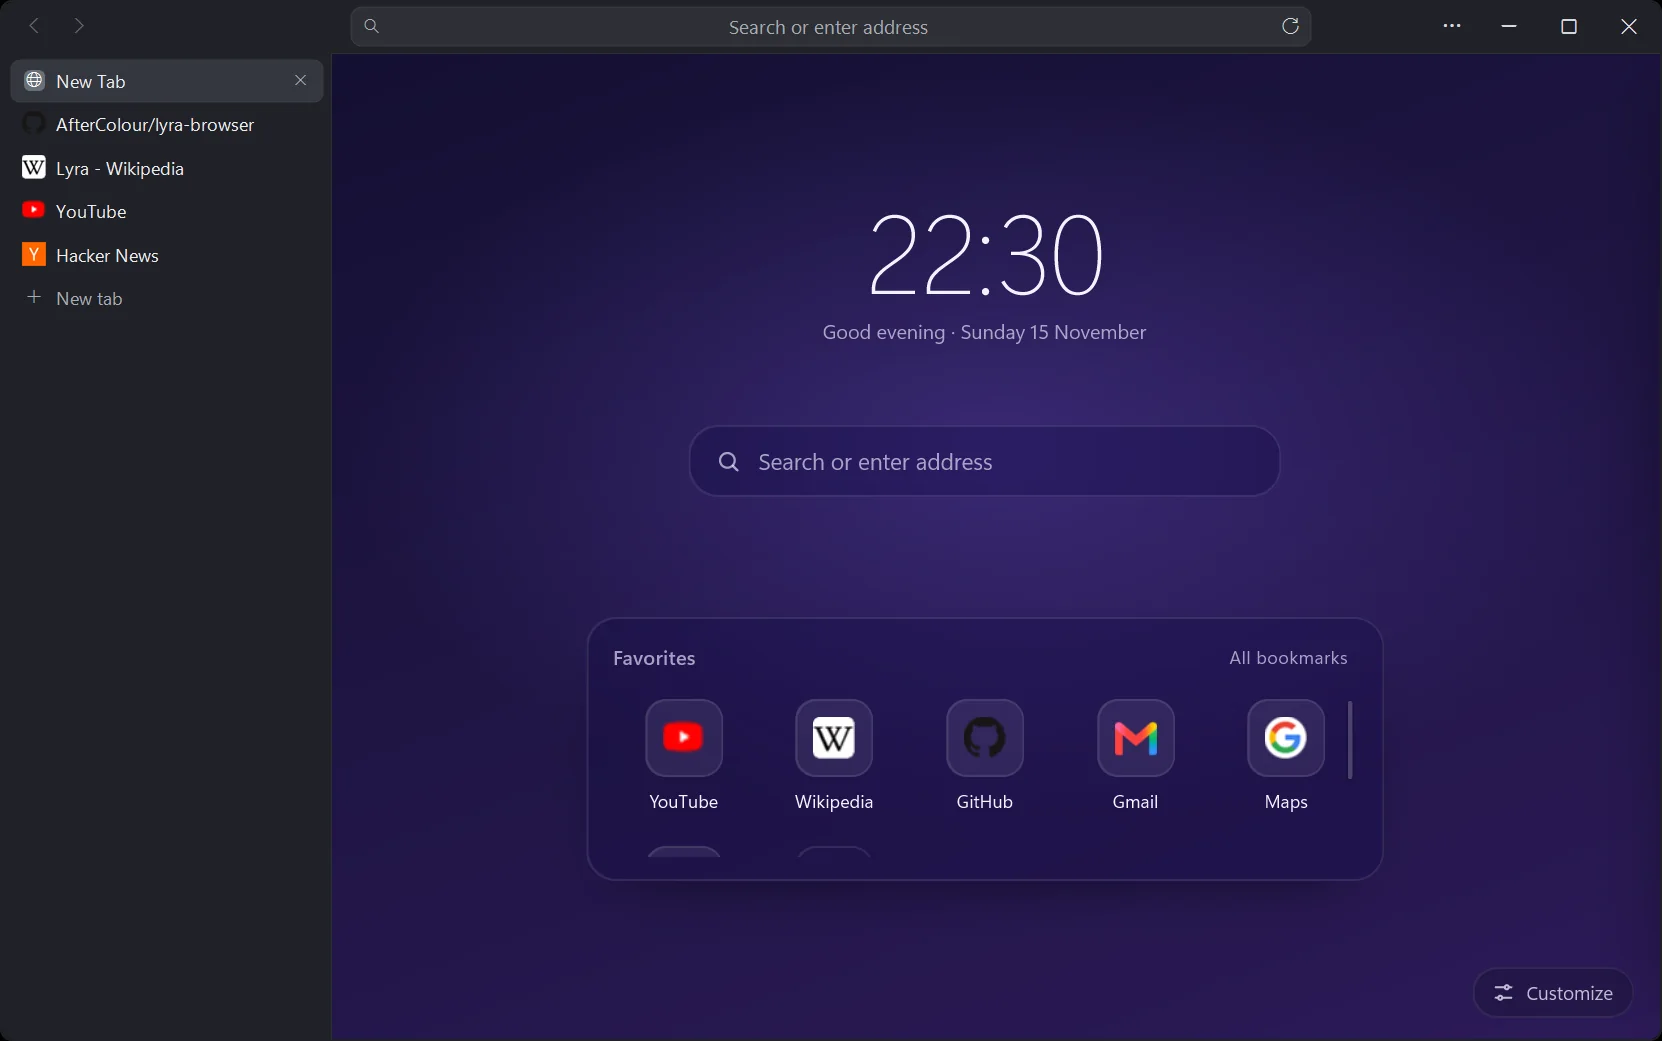 Search or enter address
New Tab
AfterColour/lyra-browser
W Lyra - Wikipedia
YouTube
Y Hacker News
+ New tab
22:30
Good evening · Sunday 15 November
Search or enter address
Favorites
All bookmarks
W
YouTube
Wikipedia
GitHub
Gmail
Maps
Customize